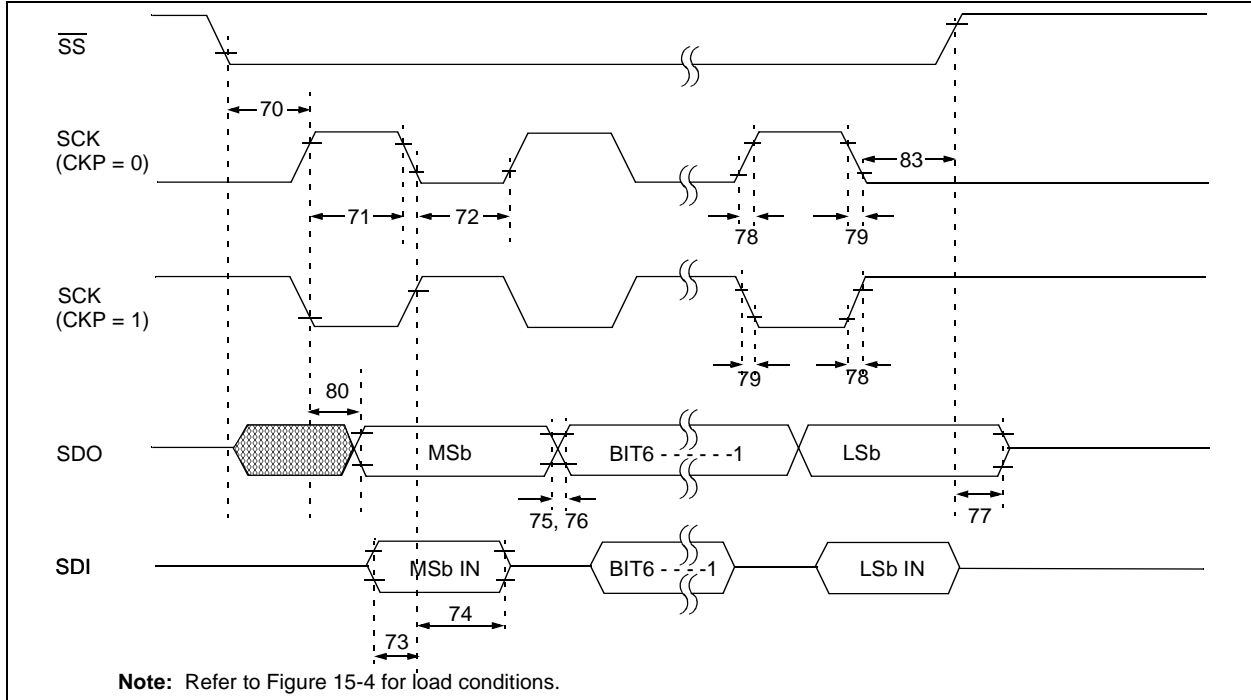 SS
70
SCK
(CKP = 0)
83
71
72
78
79
SCK
(CKP = 1)
79
78
80
SDO
MSb
BIT6 - - - - - -1
LSb
75, 76
77
SDI
MSb IN
BIT6 - - - -1
LSb IN
74
73
Note: Refer to Figure 15-4 for load conditions.